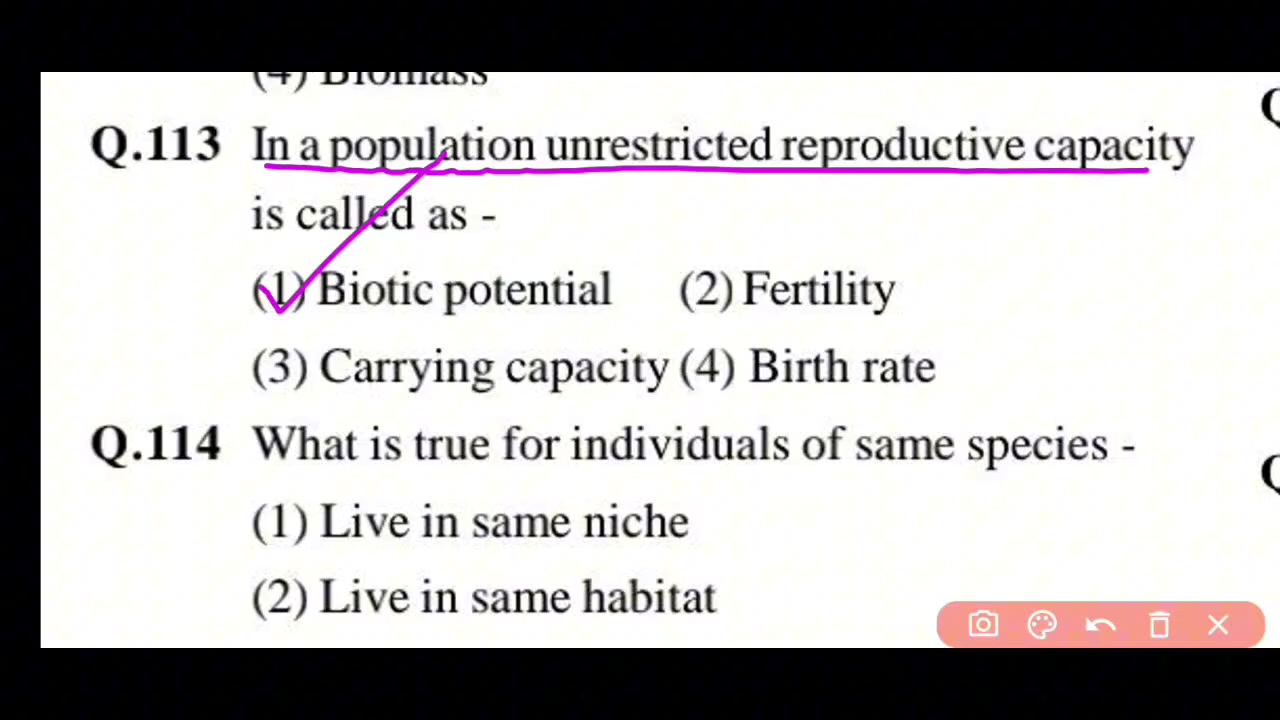 (4) Biomass
Q.113 In a population unrestricted reproductive capacity
is called as -
(1) Biotic potential (2) Fertility
(3) Carrying capacity (4) Birth rate
Q.114 What is true for individuals of same species -
(1) Live in same niche
(2) Live in same habitat